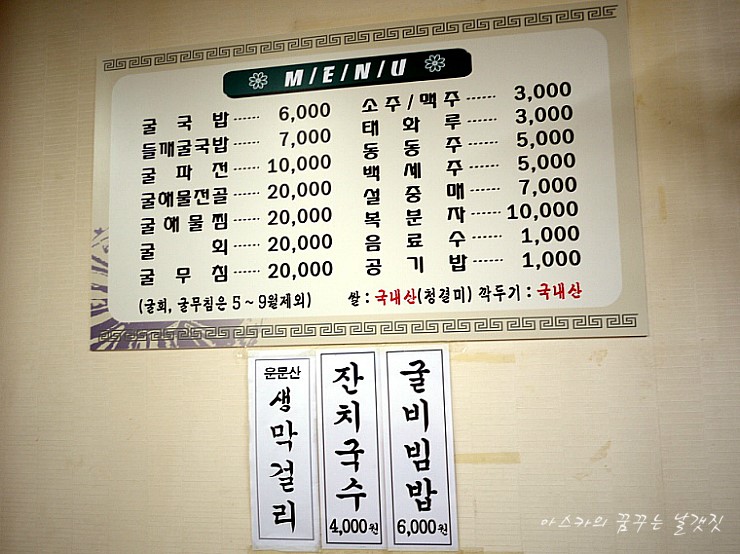 M/E/N/U
굴국밥 ······ 6,000
들깨굴국밥 ······ 7,000
굴파전 ······ 10,000
굴해물전골 ······ 20,000
굴해물찜 ······ 20,000
굴회 ······ 20,000
굴무침 ······ 20,000
(굴회, 굴무침은 5~9월제외)
소주/맥주 ······ 3,000
태와루 ······ 3,000
동동주 ······ 5,000
백세주 ······ 5,000
설중매 ······ 7,000
복분자 ······ 10,000
음료수 ······ 1,000
공기밥 ······ 1,000
쌀 : 국내산(청결미) 깍두기 : 국내산
운문산
생막걸리
잔치국수
4,000원
굴비빔밥
6,000원
아스카의 꿈꾸는 날갯짓